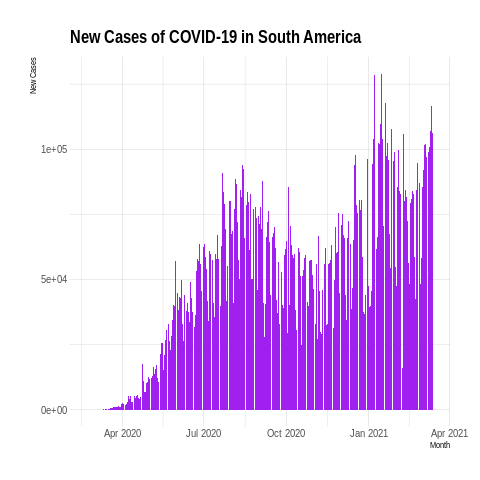 New Cases of COVID-19 in South America
New Cases
1e+05
5e+04
0e+00
Apr 2020 Jul 2020 Oct 2020 Jan 2021 Apr 2021
Month